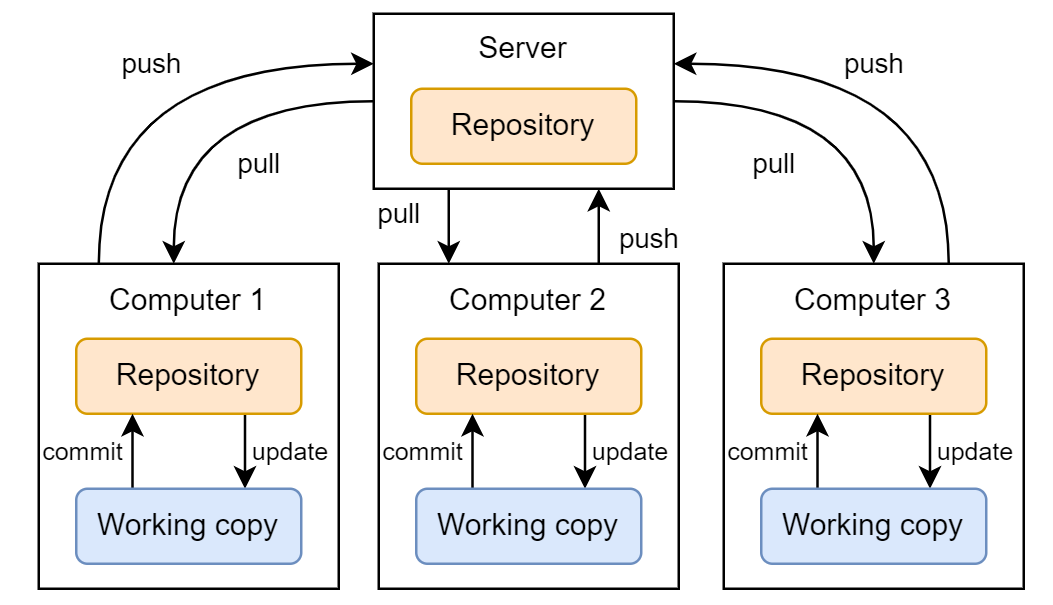 Server
push
push
Repository
pull
pull
pull
push
Computer 1
Computer 2
Computer 3
Repository
Repository
Repository
commit
update
commit
update
commit
update
Working copy
Working copy
Working copy